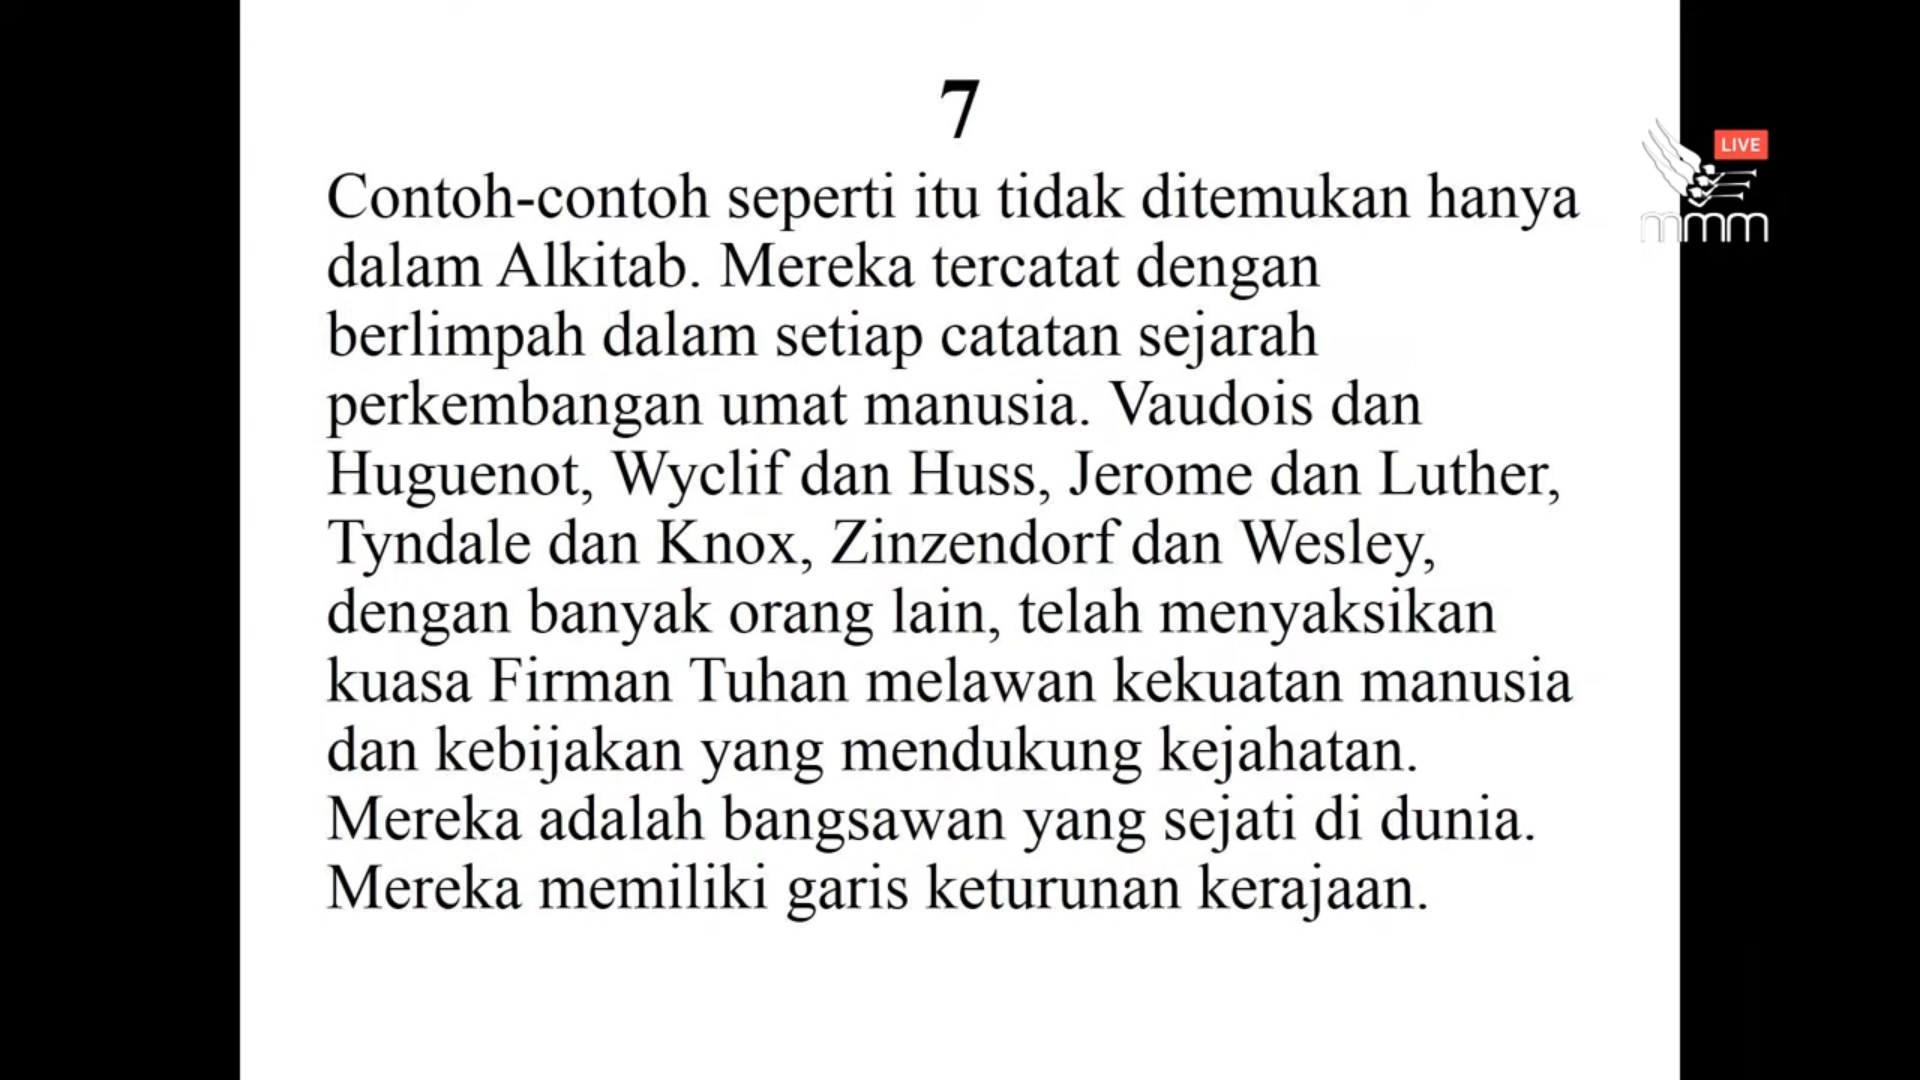 7
Contoh-contoh seperti itu tidak ditemukan hanya
dalam Alkitab. Mereka tercatat dengan
berlimpah dalam setiap catatan sejarah
perkembangan umat manusia. Vaudois dan
Huguenot, Wyclif dan Huss, Jerome dan Luther,
Tyndale dan Knox, Zinzendorf dan Wesley,
dengan banyak orang lain, telah menyaksikan
kuasa Firman Tuhan melawan kekuatan manusia
dan kebijakan yang mendukung kejahatan.
Mereka adalah bangsawan yang sejati di dunia.
Mereka memiliki garis keturunan kerajaan.
LIVE
mmm